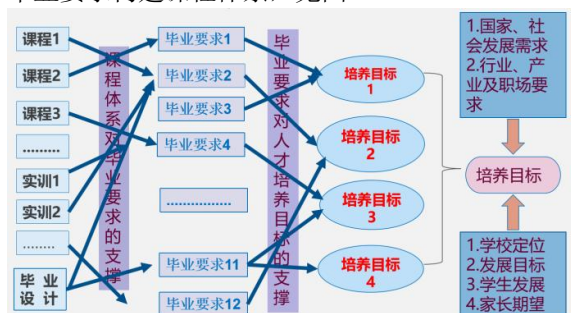 课程1
课程2
课程3
.........
实训1
实训2
........
毕 业
设 计
课程体系对毕业要求的支撑
毕业要求1
毕业要求2
毕业要求3
毕业要求4
................
毕业要求11
毕业要求12
毕业要求对人才培养目标的支撑
培养目标
1
培养目标
2
培养目标
3
培养目标
4
1.国家、社
会发展需求
2.行业、产
业及职场要
求
培养目标
1.学校定位
2.发展目标
3.学生发展
4.家长期望